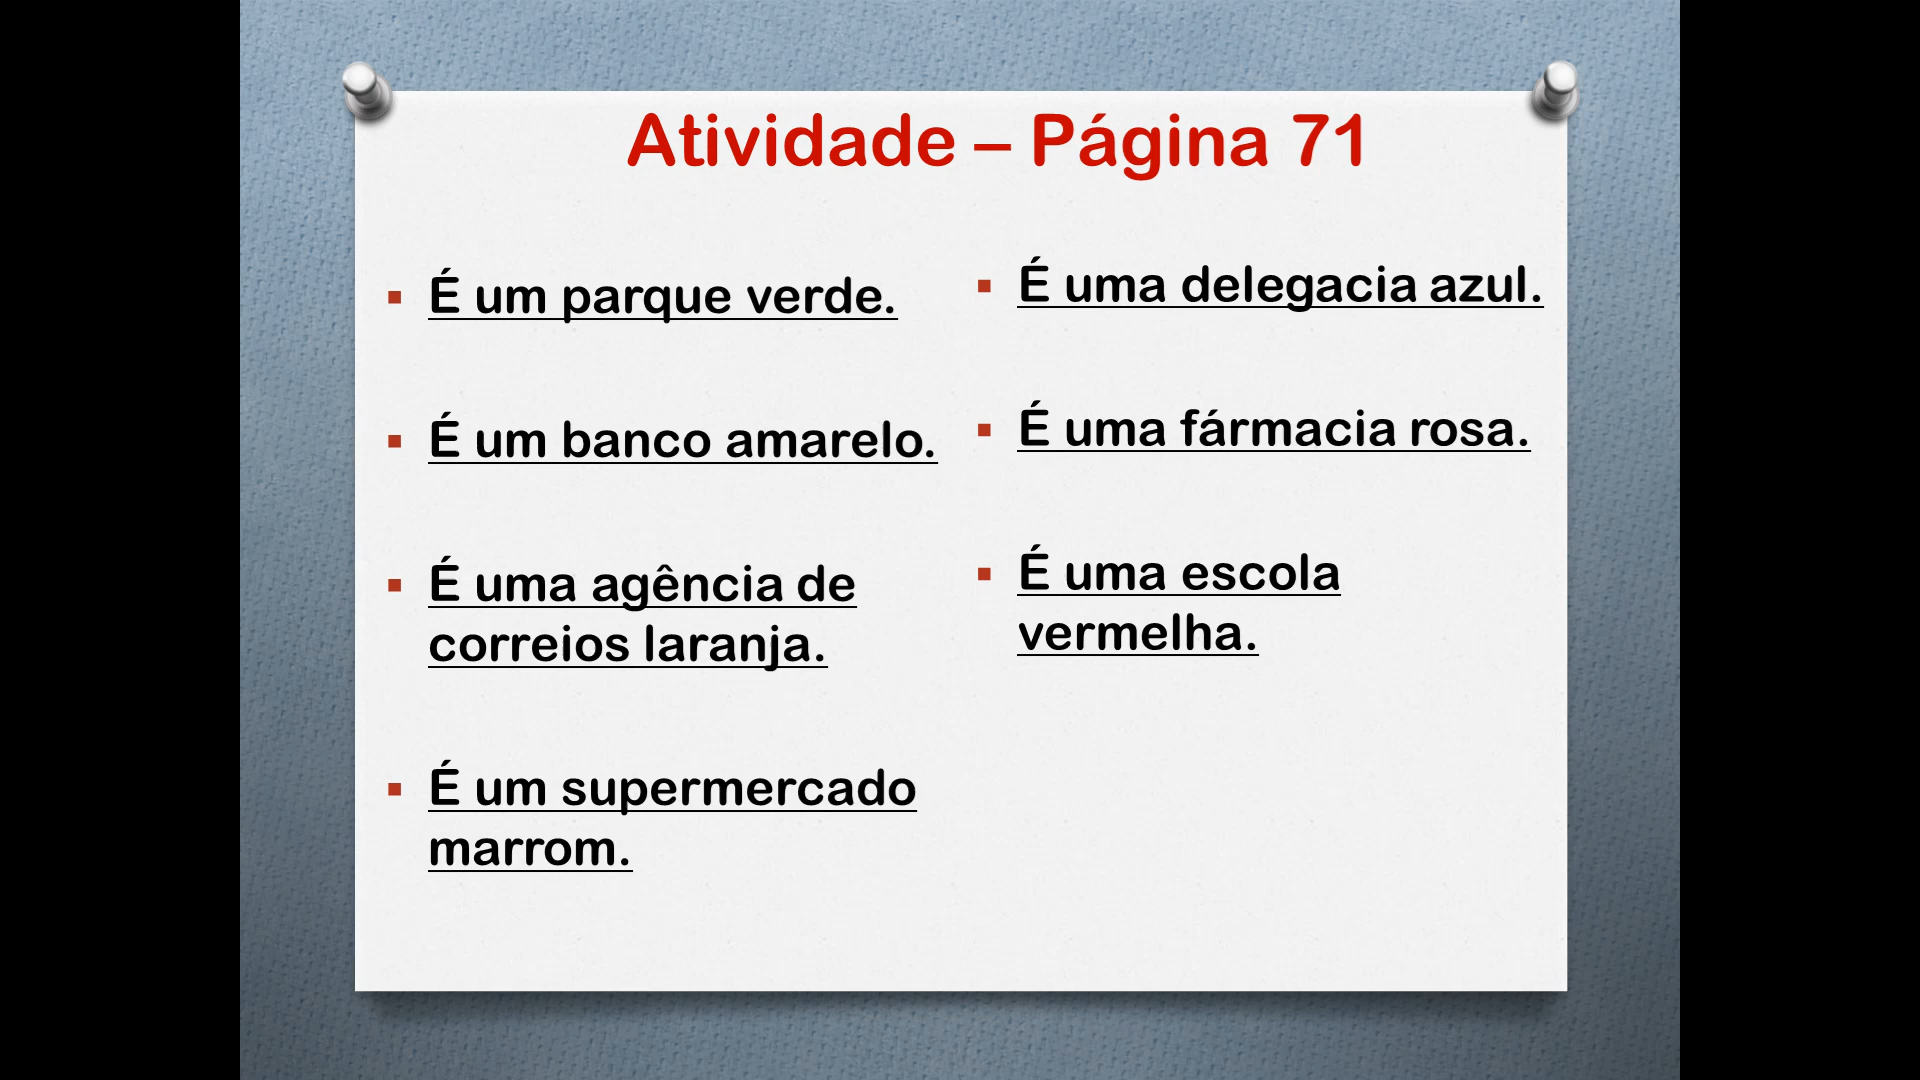 Atividade – Página 71
É um parque verde.
É um banco amarelo.
É uma agência de
correios laranja.
É um supermercado
marrom.
É uma delegacia azul.
É uma fármacia rosa.
É uma escola
vermelha.